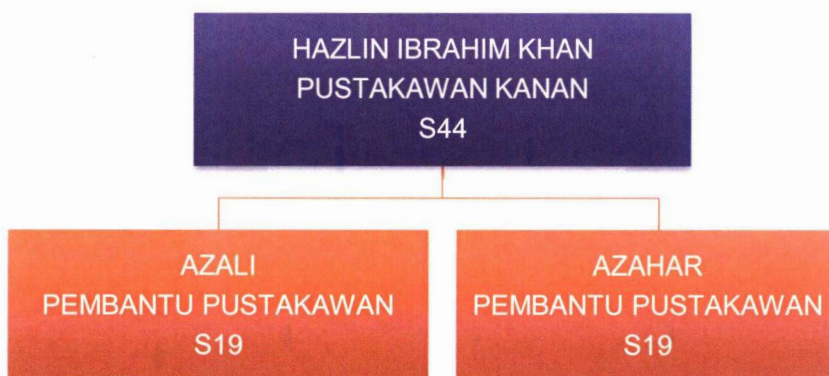 HAZLIN IBRAHIM KHAN
PUSTAKAWAN KANAN
S44
AZALI
PEMBANTU PUSTAKAWAN
S19
AZAHAR
PEMBANTU PUSTAKAWAN
S19